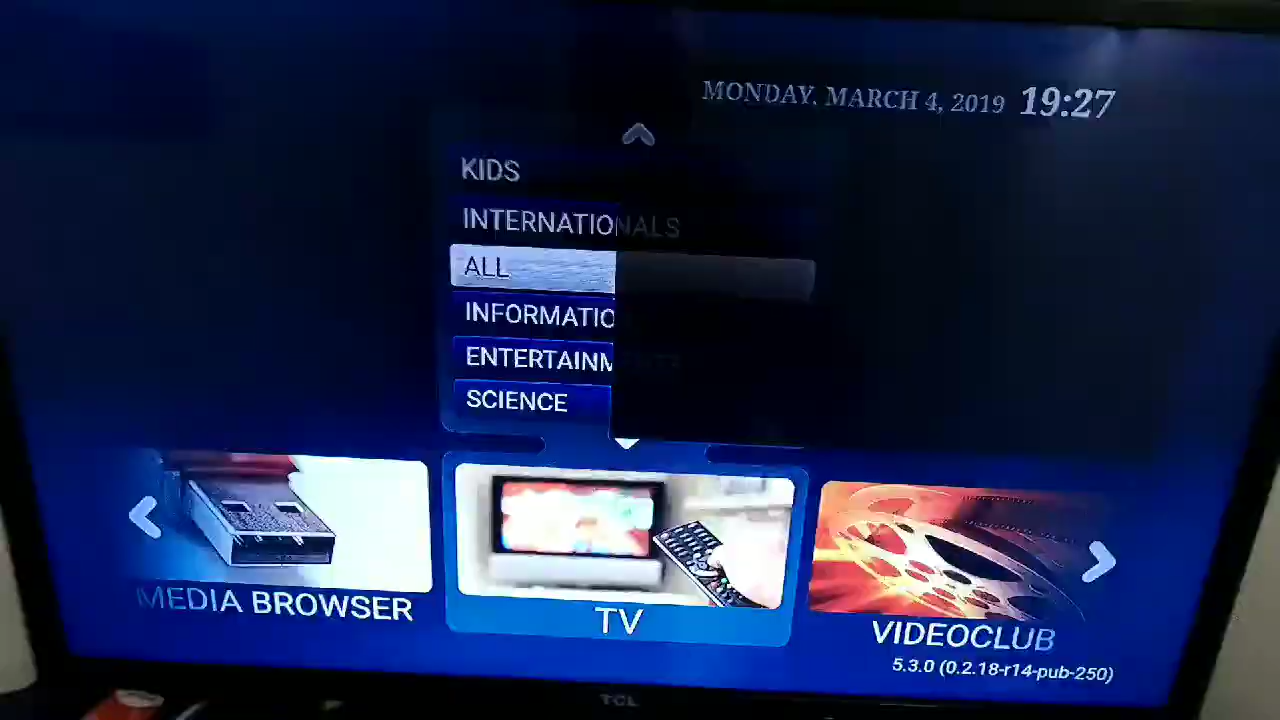 MONDAY, MARCH 4, 2019 19:27
KIDS
INTERNATIONALS
ALL
INFORMATIO
ENTERTAINM
SCIENCE
MEDIA BROWSER
TV
VIDEOCLUB
5.3.0 (0.2.18-r14-pub-250)
TCL